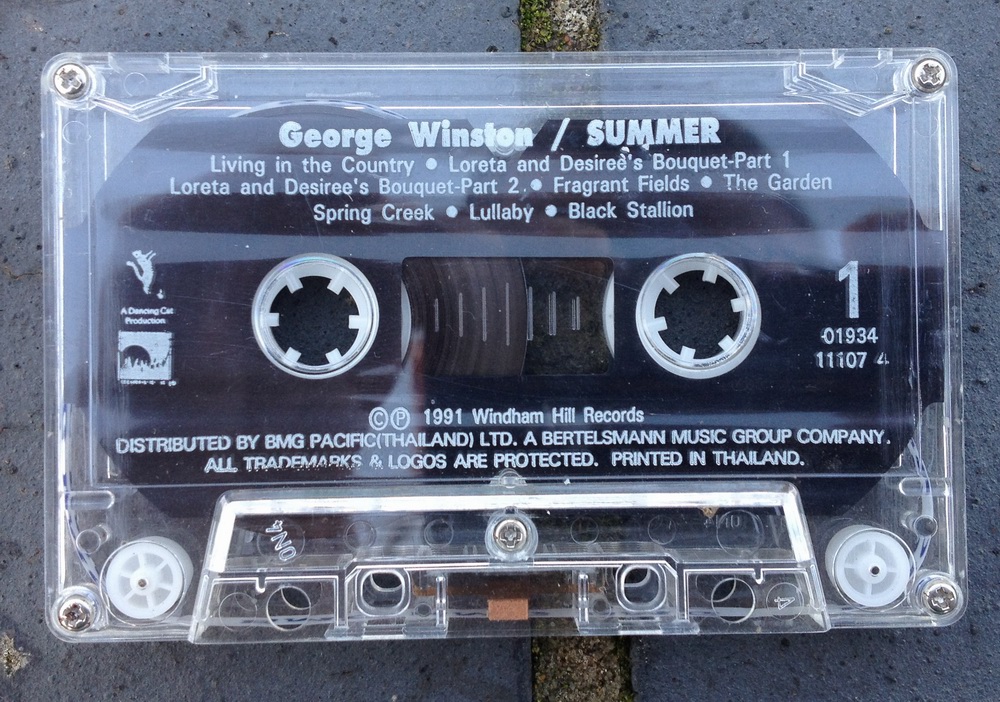 George Winston / SUMMER
Living in the Country • Loreta and Desiree's Bouquet-Part 1
Loreta and Desiree's Bouquet-Part 2 • Fragrant Fields • The Garden
Spring Creek • Lullaby • Black Stallion
A Dancing Cat
Production
1
01934
11107 4
©℗ 1991 Windham Hill Records
DISTRIBUTED BY BMG PACIFIC(THAILAND) LTD. A BERTELSMANN MUSIC GROUP COMPANY.
ALL TRADEMARKS & LOGOS ARE PROTECTED. PRINTED IN THAILAND.